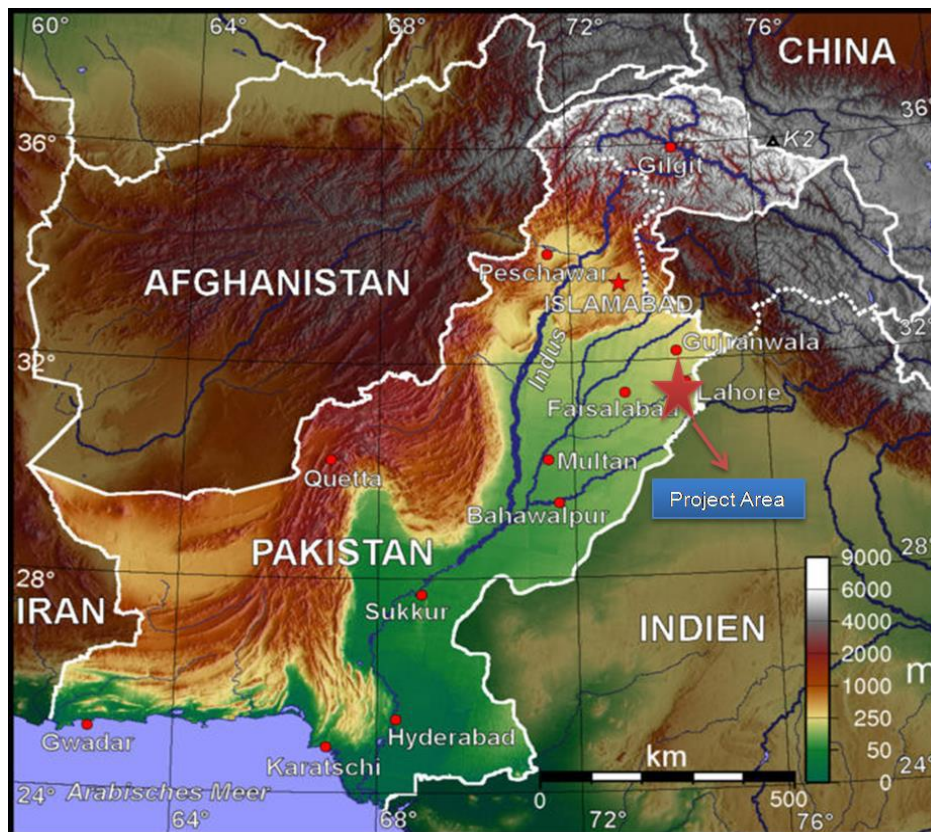 60°
64°
68°
72°
76°
CHINA
36°
36°
K2
Gilgit
Peschawar
ISLAMABAD
AFGHANISTAN
Indus
32°
32°
Gujranwala
Lahore
Farsalabad
Quetta
Multan
Project Area
Bahawalpur
PAKISTAN
28°
28°
IRAN
Sukkur
INDIEN
9000
6000
4000
2000
1000
250
50
0
m
Gwadar
Hyderabad
Karatschi
km
0
500
24°
24°
Arabisches Meer
64°
68°
72°
76°